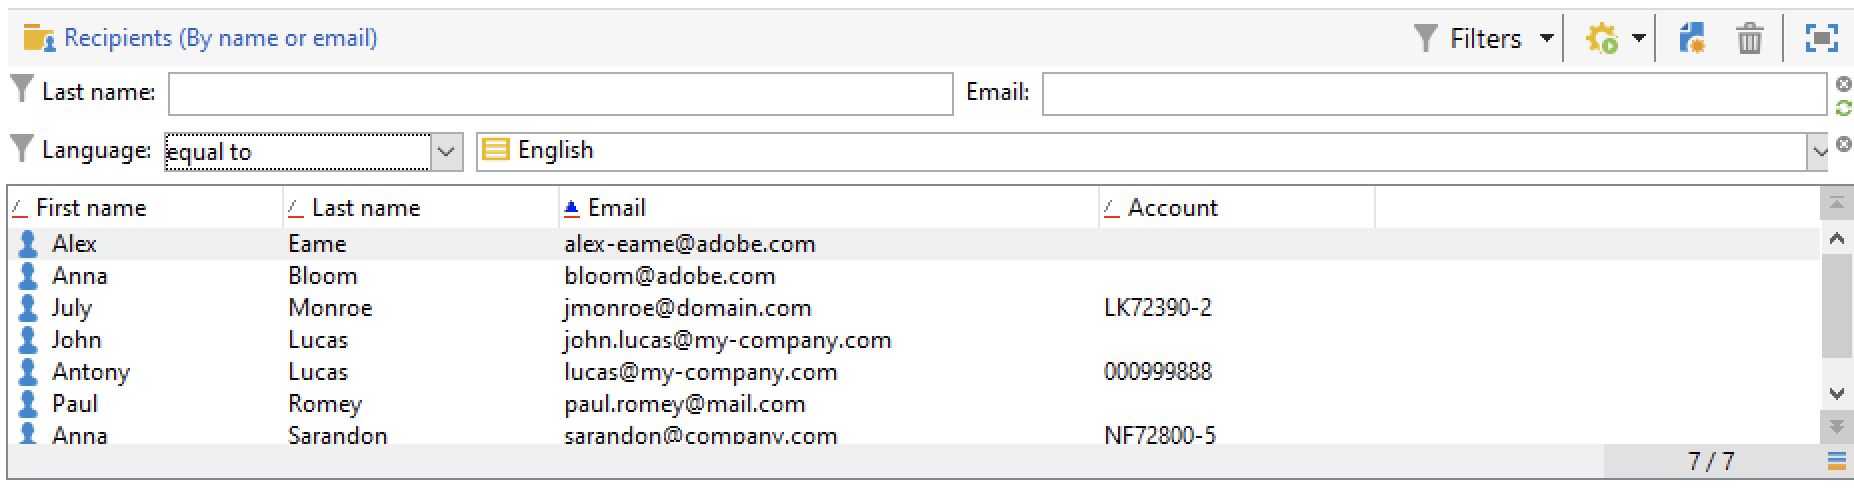 Recipients (By name or email) Filters
Last name: Email:
Language: equal to English
First name Last name Email Account
Alex Eame alex-eame@adobe.com
Anna Bloom bloom@adobe.com
July Monroe jmonroe@domain.com LK72390-2
John Lucas john.lucas@my-company.com
Antony Lucas lucas@my-company.com 000999888
Paul Romey paul.romey@mail.com
Anna Sarandon sarandon@company.com NF72800-5
7 / 7